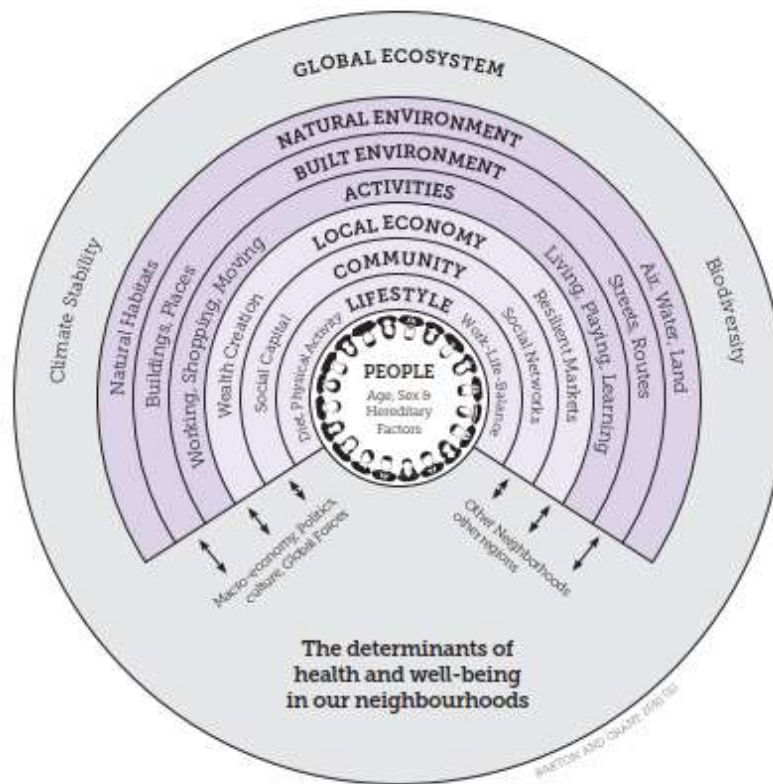 GLOBAL ECOSYSTEM
NATURAL ENVIRONMENT
BUILT ENVIRONMENT
ACTIVITIES
LOCAL ECONOMY
COMMUNITY
LIFESTYLE
PEOPLE
Age, Sex &
Hereditary
Factors
Climate Stability
Natural Habitats
Buildings, Places
Working, Shopping, Moving
Wealth Creation
Social Capital
Diet, Physical Activity
Work-Life-Balance
Social Networks
Resilient Markets
Living, Playing, Learning
Streets, Routes
Air, Water, Land
Biodiversity
Macro-economy, Politics,
culture, Global Forces
Other Neighborhoods
other regions
The determinants of
health and well-being
in our neighbourhoods
BARTON AND GRANT